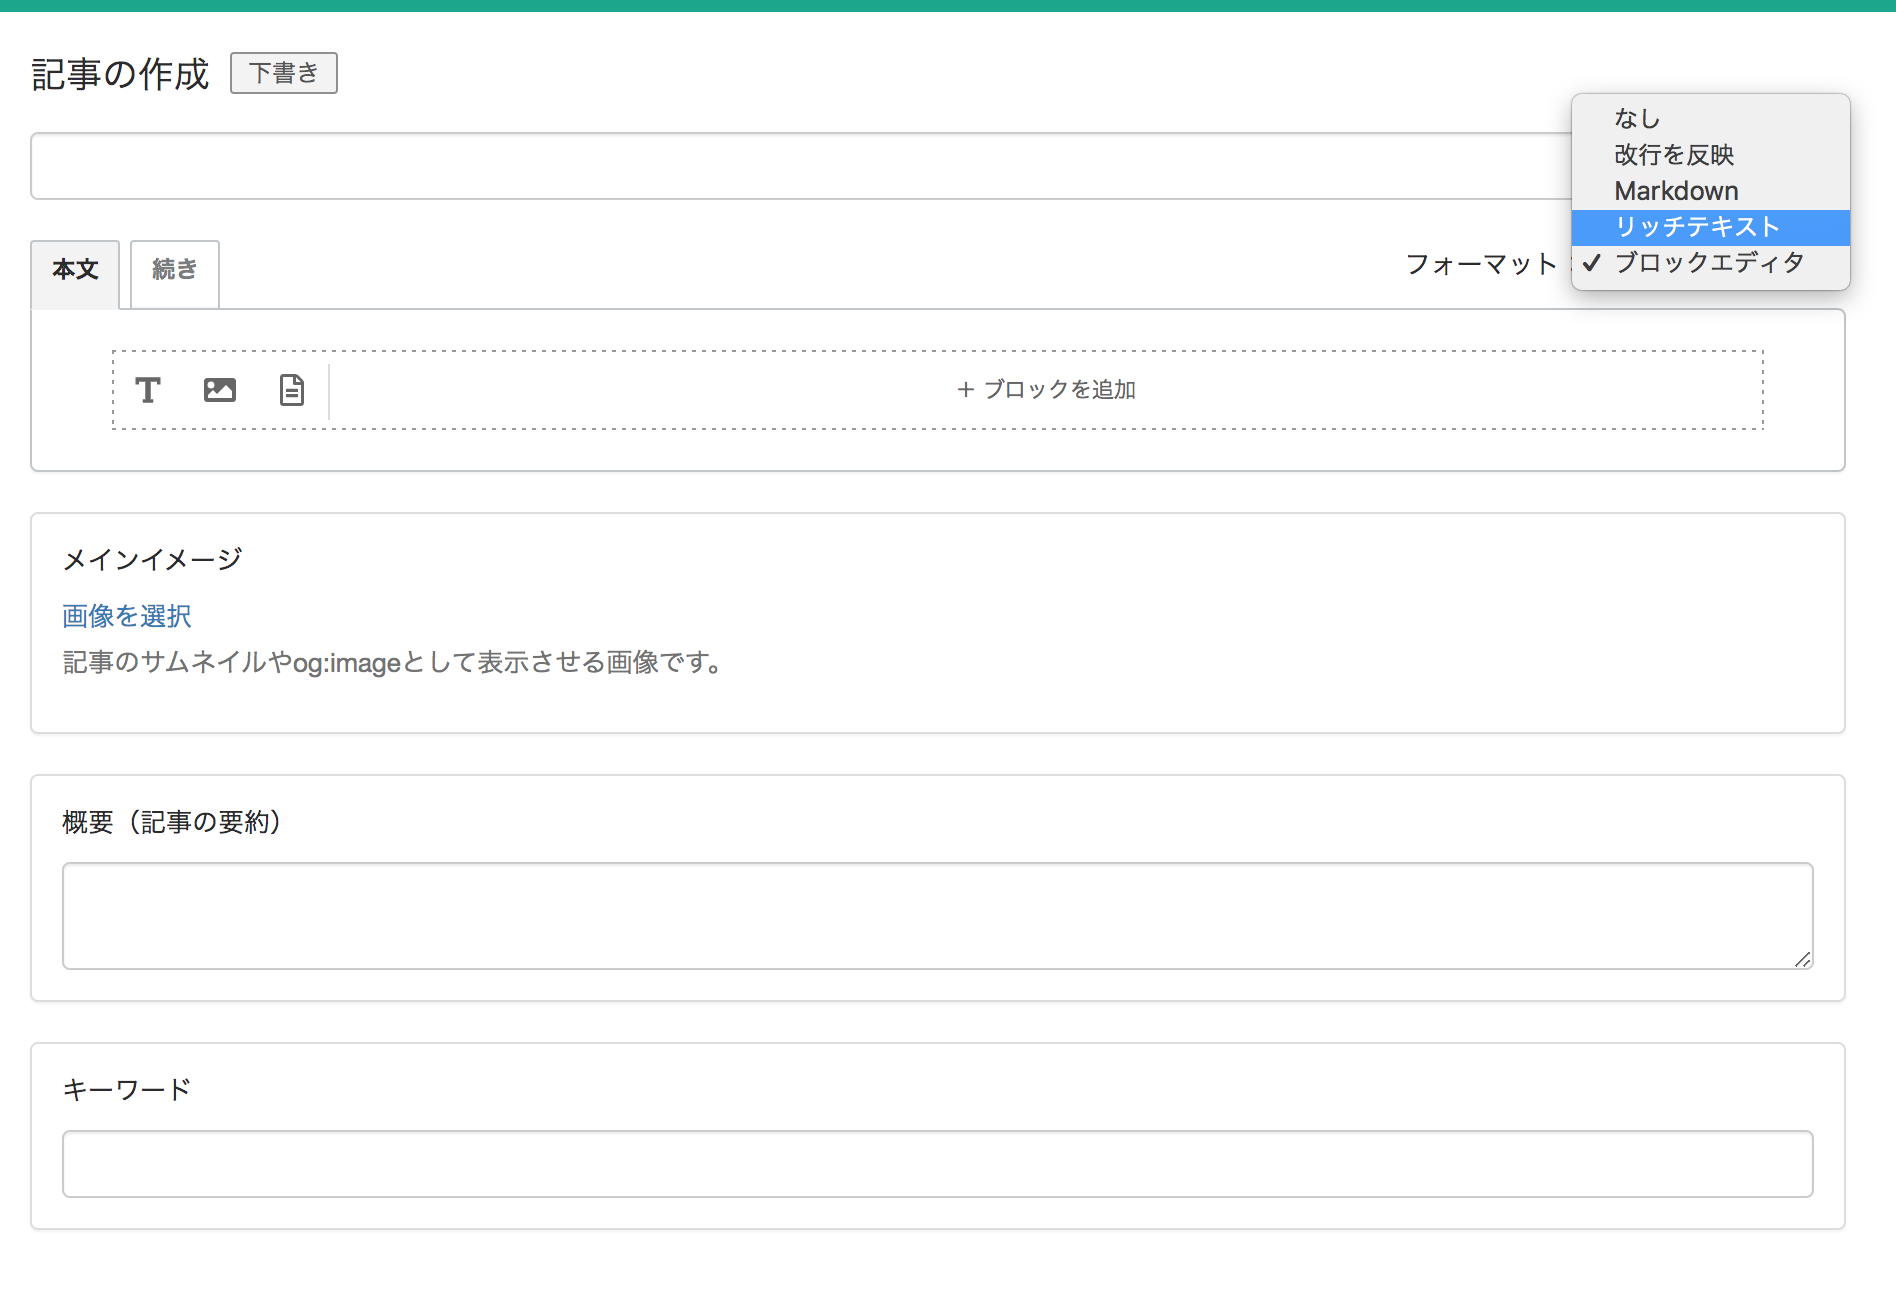 記事の作成 下書き
なし
改行を反映
Markdown
リッチテキスト
✓ ブロックエディタ
本文 続き フォーマット :
+ ブロックを追加
メインイメージ
画像を選択
記事のサムネイルやog:imageとして表示させる画像です。
概要（記事の要約）
キーワード